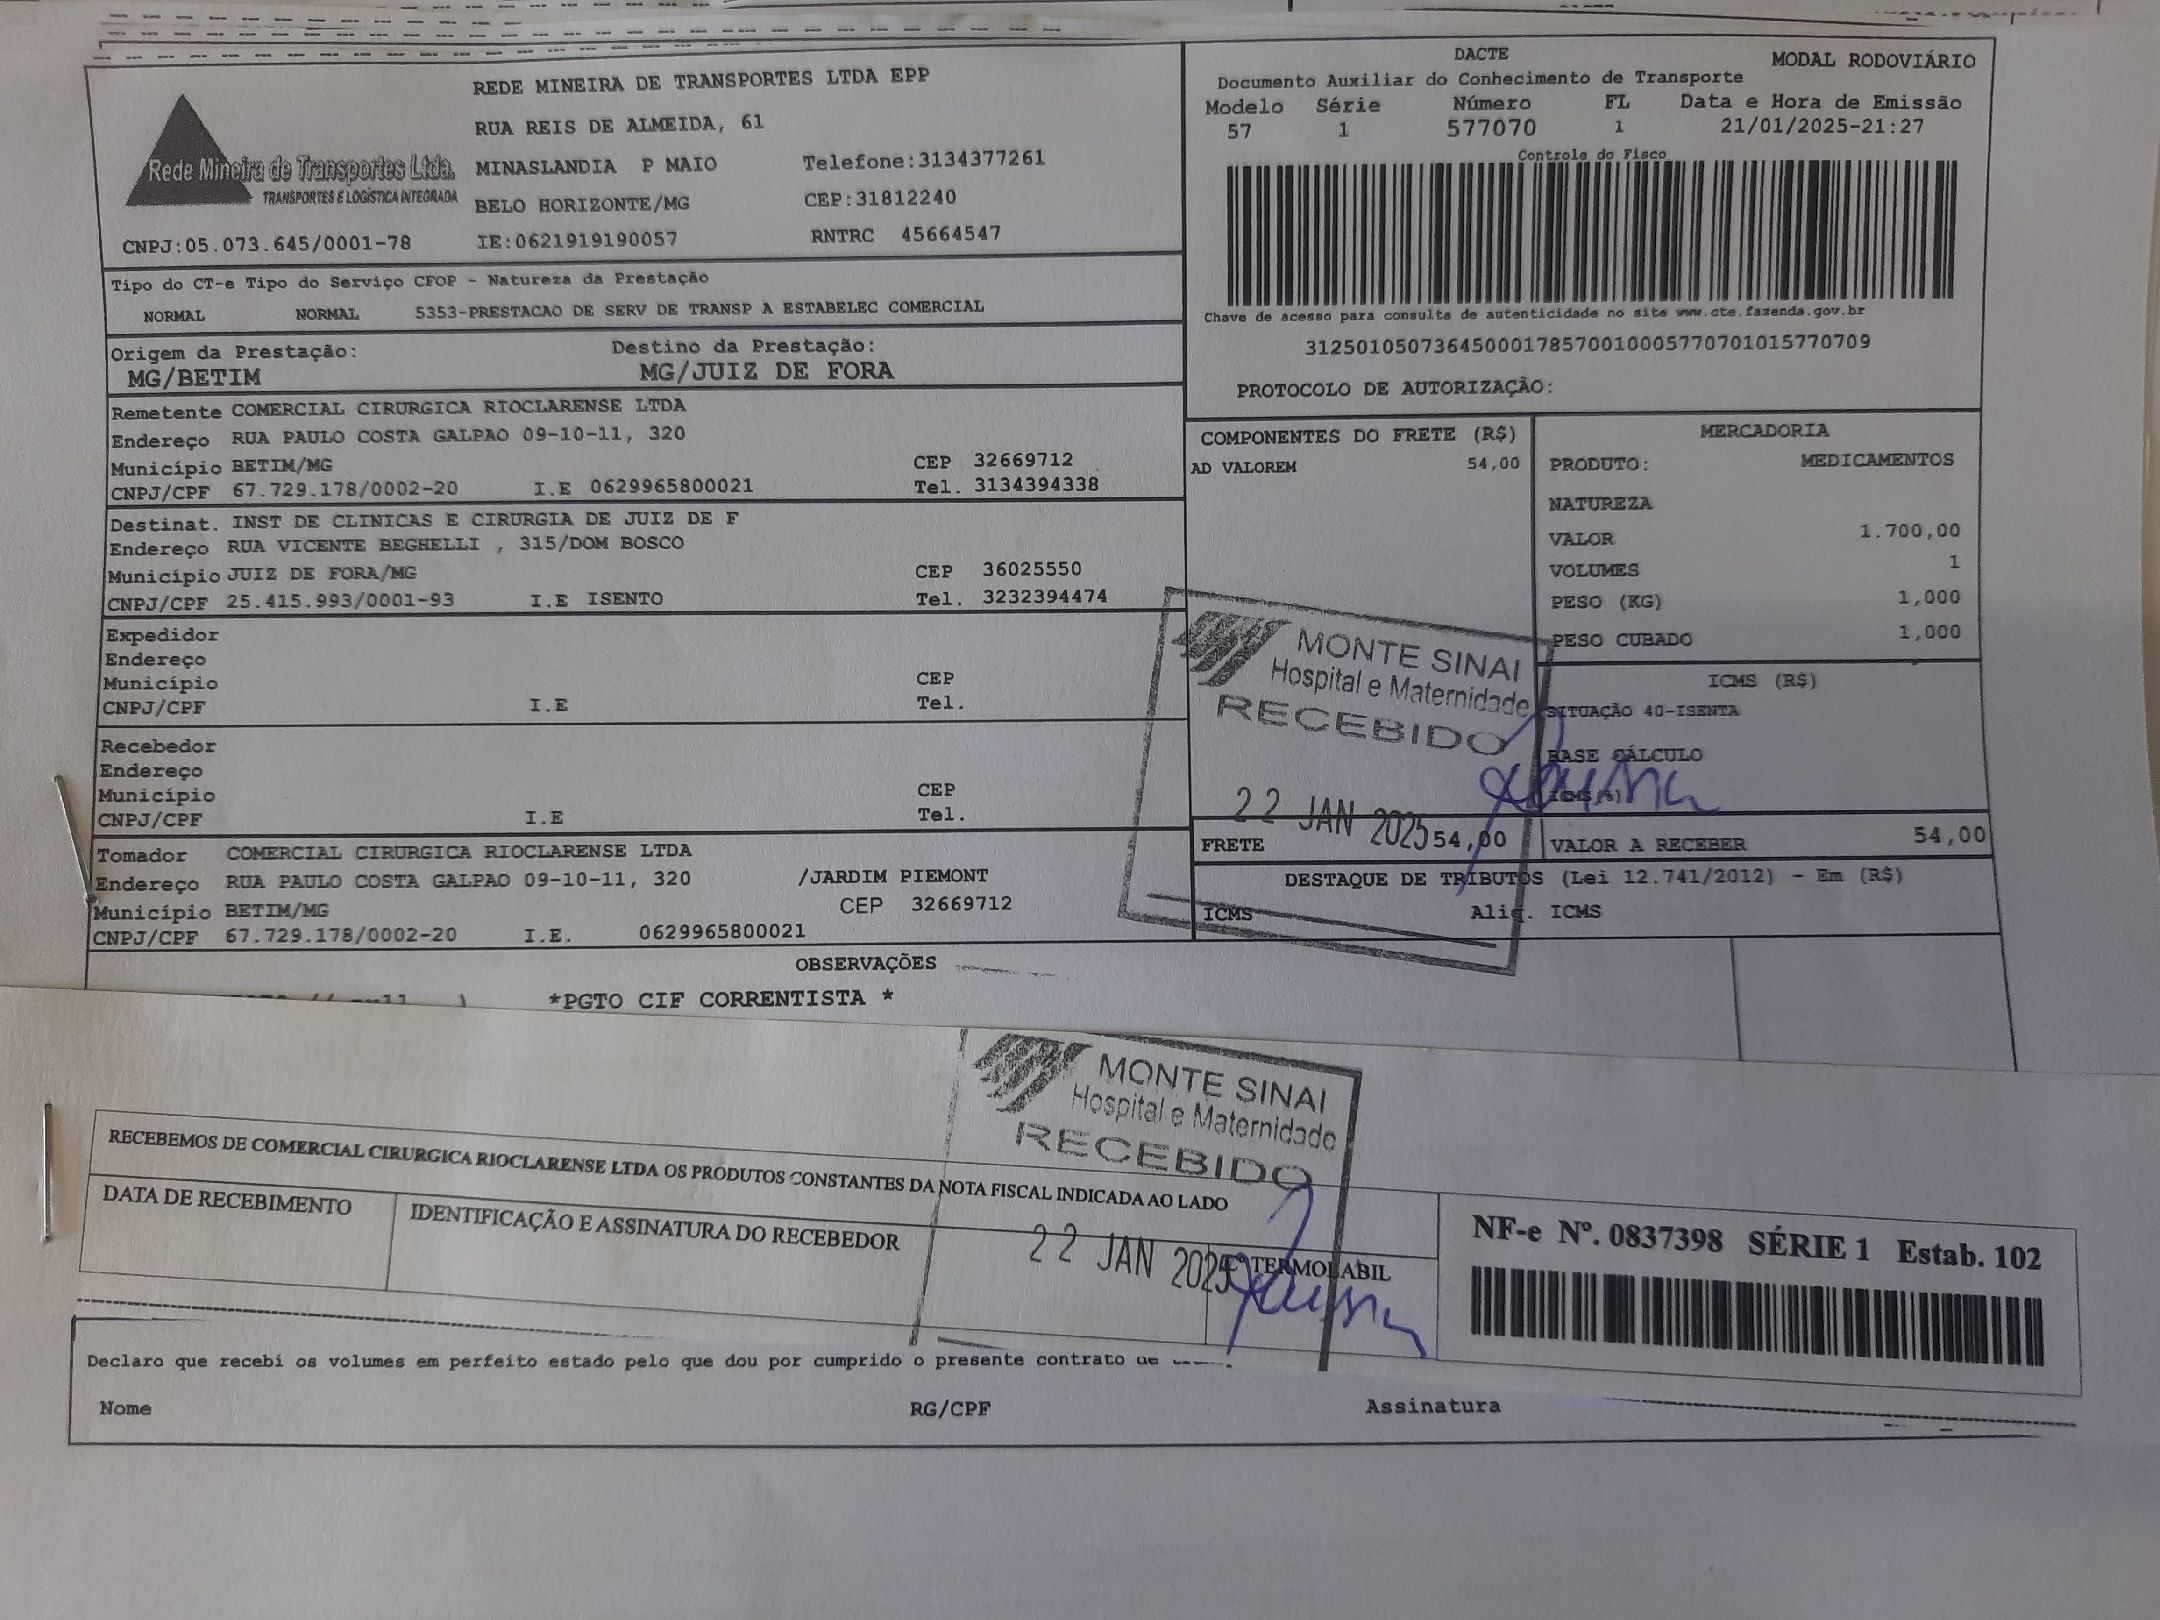 REDE MINEIRA DE TRANSPORTES LTDA EPP
RUA REIS DE ALMEIDA, 61
MINASLANDIA P MAIO Telefone:3134377261
BELO HORIZONTE/MG CEP:31812240
CNPJ:05.073.645/0001-78 IE:0621919190057 RNTRC 45664547
Rede Mineira de Transportes Ltda.
TRANSPORTES E LOGÍSTICA INTEGRADA
DACTE MODAL RODOVIÁRIO
Documento Auxiliar do Conhecimento de Transporte
Modelo Série Número FL Data e Hora de Emissão
57 1 577070 1 21/01/2025-21:27
Controle do Fisco
Chave de acesso para consulta de autenticidade no site www.cte.fazenda.gov.br
31250105073645000178570010005770701015770709
PROTOCOLO DE AUTORIZAÇÃO:
Tipo do CT-e Tipo do Serviço CFOP - Natureza da Prestação
NORMAL NORMAL 5353-PRESTACAO DE SERV DE TRANSP A ESTABELEC COMERCIAL
Origem da Prestação: Destino da Prestação:
MG/BETIM MG/JUIZ DE FORA
Remetente COMERCIAL CIRURGICA RIOCLARENSE LTDA
Endereço RUA PAULO COSTA GALPAO 09-10-11, 320
Município BETIM/MG CEP 32669712
CNPJ/CPF 67.729.178/0002-20 I.E 0629965800021 Tel. 3134394338
Destinat. INST DE CLINICAS E CIRURGIA DE JUIZ DE F
Endereço RUA VICENTE BEGHELLI , 315/DOM BOSCO
Município JUIZ DE FORA/MG CEP 36025550
CNPJ/CPF 25.415.993/0001-93 I.E ISENTO Tel. 3232394474
Expedidor
Endereço
Município CEP
CNPJ/CPF I.E Tel.
Recebedor
Endereço
Município CEP
CNPJ/CPF I.E Tel.
Tomador COMERCIAL CIRURGICA RIOCLARENSE LTDA
Endereço RUA PAULO COSTA GALPAO 09-10-11, 320 /JARDIM PIEMONT
Município BETIM/MG CEP 32669712
CNPJ/CPF 67.729.178/0002-20 I.E. 0629965800021
COMPONENTES DO FRETE (R$)
AD VALOREM 54,00
MERCADORIA
PRODUTO: MEDICAMENTOS
NATUREZA
VALOR 1.700,00
VOLUMES 1
PESO (KG) 1,000
PESO CUBADO 1,000
ICMS (R$)
SITUAÇÃO 40-ISENTA
BASE CÁLCULO
ICMS(%)
MONTE SINAI
Hospital e Maternidade
RECEBIDO
22 JAN 2025
FRETE 54,00 VALOR A RECEBER 54,00
DESTAQUE DE TRIBUTOS (Lei 12.741/2012) - Em (R$)
ICMS Aliq. ICMS
OBSERVAÇÕES
*PGTO CIF CORRENTISTA *
MONTE SINAI
Hospital e Maternidade
RECEBIDO
22 JAN 2025
RECEBEMOS DE COMERCIAL CIRURGICA RIOCLARENSE LTDA OS PRODUTOS CONSTANTES DA NOTA FISCAL INDICADA AO LADO
DATA DE RECEBIMENTO IDENTIFICAÇÃO E ASSINATURA DO RECEBEDOR
TERMOLABIL
NF-e Nº. 0837398 SÉRIE 1 Estab. 102
Declaro que recebi os volumes em perfeito estado pelo que dou por cumprido o presente contrato de
Nome RG/CPF Assinatura